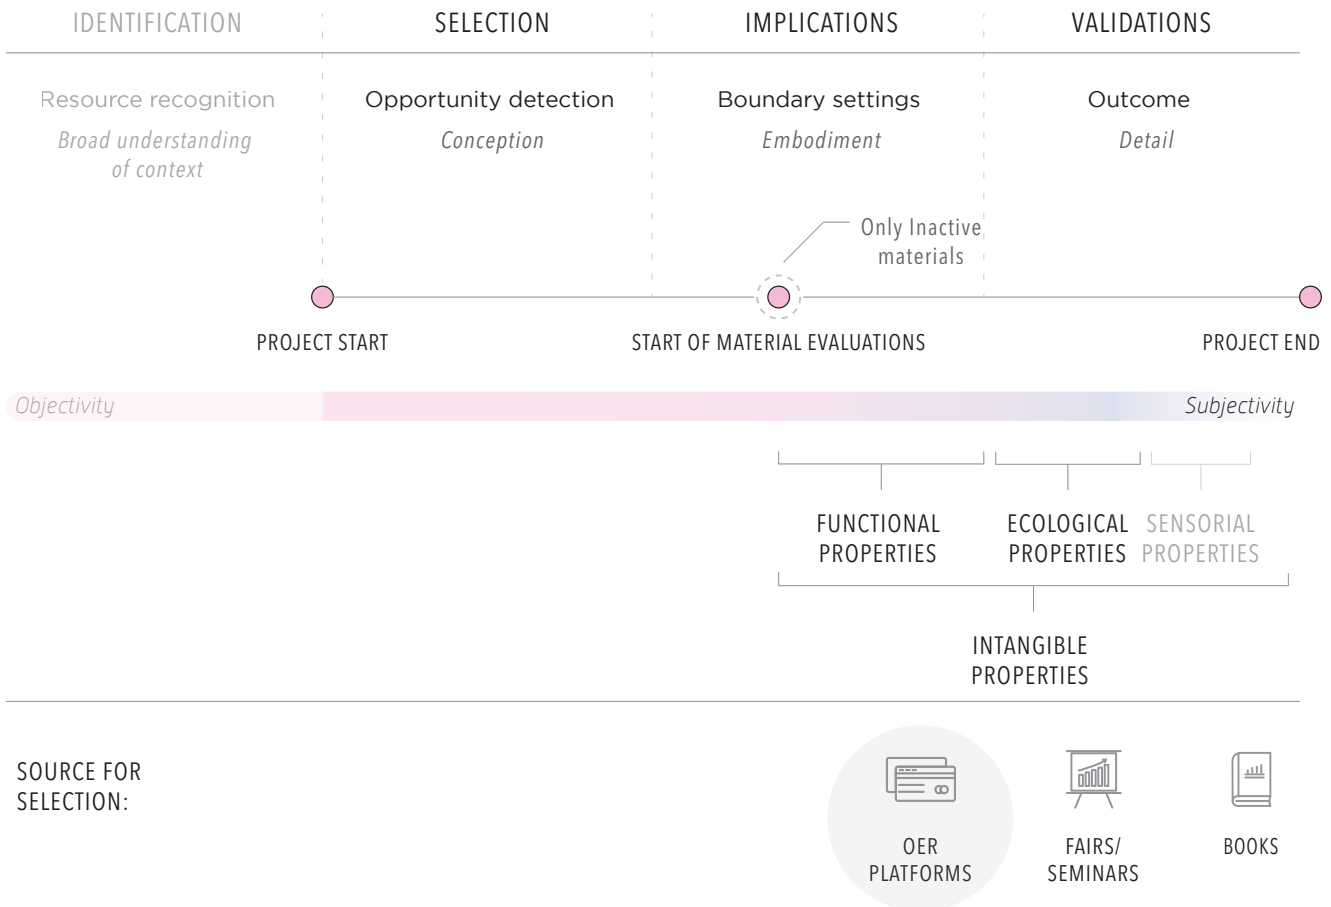 IDENTIFICATION
SELECTION
IMPLICATIONS
VALIDATIONS
Resource recognition
Broad understanding
of context
Opportunity detection
Conception
Boundary settings
Embodiment
Outcome
Detail
Only Inactive
materials
PROJECT START
START OF MATERIAL EVALUATIONS
PROJECT END
Objectivity
Subjectivity
FUNCTIONAL
PROPERTIES
ECOLOGICAL
PROPERTIES
SENSORIAL
PROPERTIES
INTANGIBLE
PROPERTIES
SOURCE FOR
SELECTION:
OER
PLATFORMS
FAIRS/
SEMINARS
BOOKS